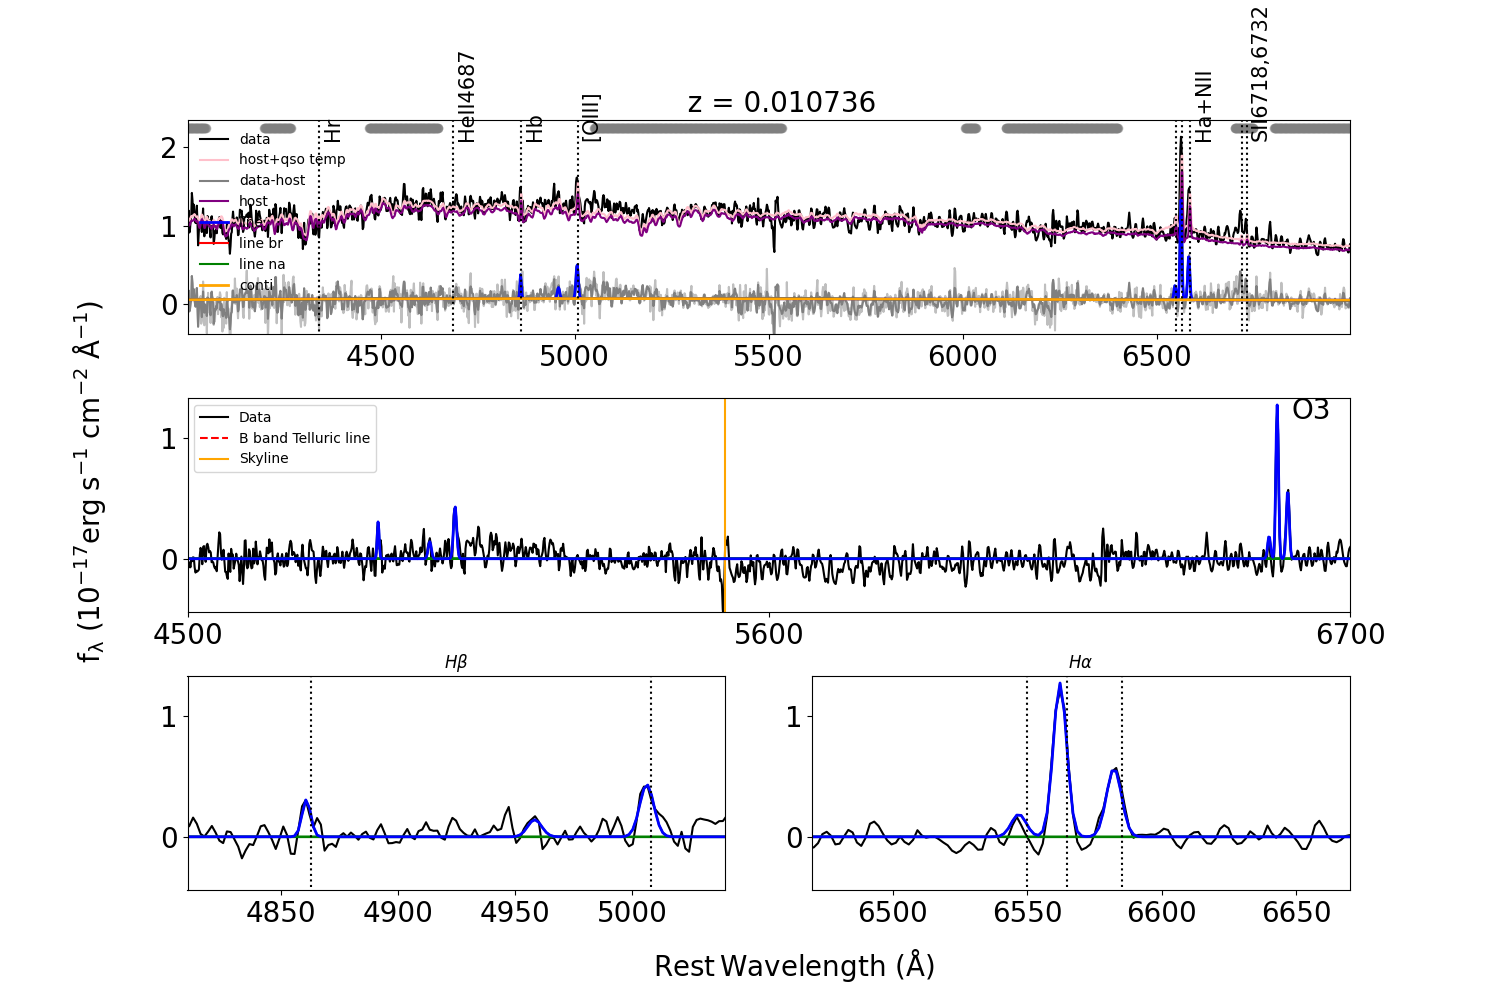 z = 0.010736
Hr
HeII4687
Hb
[OIII]
Ha+NII
SII6718,6732
data
host+qso temp
data-host
host
line br
line na
conti
2
1
0
4500 5000 5500 6000 6500
Data
B band Telluric line
Skyline
O3
1
0
4500 5600 6700
fλ (10⁻¹⁷erg s⁻¹ cm⁻² Å⁻¹)
Hβ
1
0
4850 4900 4950 5000
Hα
1
0
6500 6550 6600 6650
Rest Wavelength (Å)